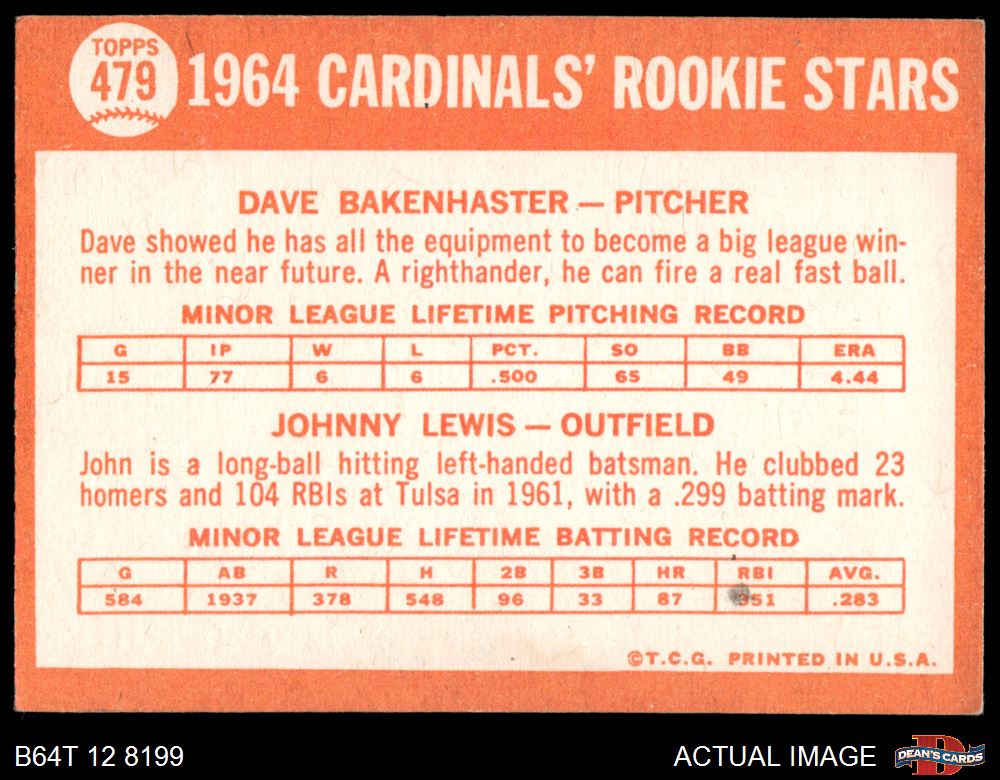 TOPPS
479
1964 CARDINALS' ROOKIE STARS
DAVE BAKENHASTER — PITCHER
Dave showed he has all the equipment to become a big league win-
ner in the near future. A righthander, he can fire a real fast ball.
MINOR LEAGUE LIFETIME PITCHING RECORD
G IP W L PCT. SO BB ERA
15 77 6 6 .500 65 49 4.44
JOHNNY LEWIS — OUTFIELD
John is a long-ball hitting left-handed batsman. He clubbed 23
homers and 104 RBIs at Tulsa in 1961, with a .299 batting mark.
MINOR LEAGUE LIFETIME BATTING RECORD
G AB R H 2B 3B HR RBI AVG.
584 1937 378 548 96 33 87 351 .283
©T.C.G. PRINTED IN U.S.A.
B64T 12 8199
ACTUAL IMAGE
DEAN'S CARDS